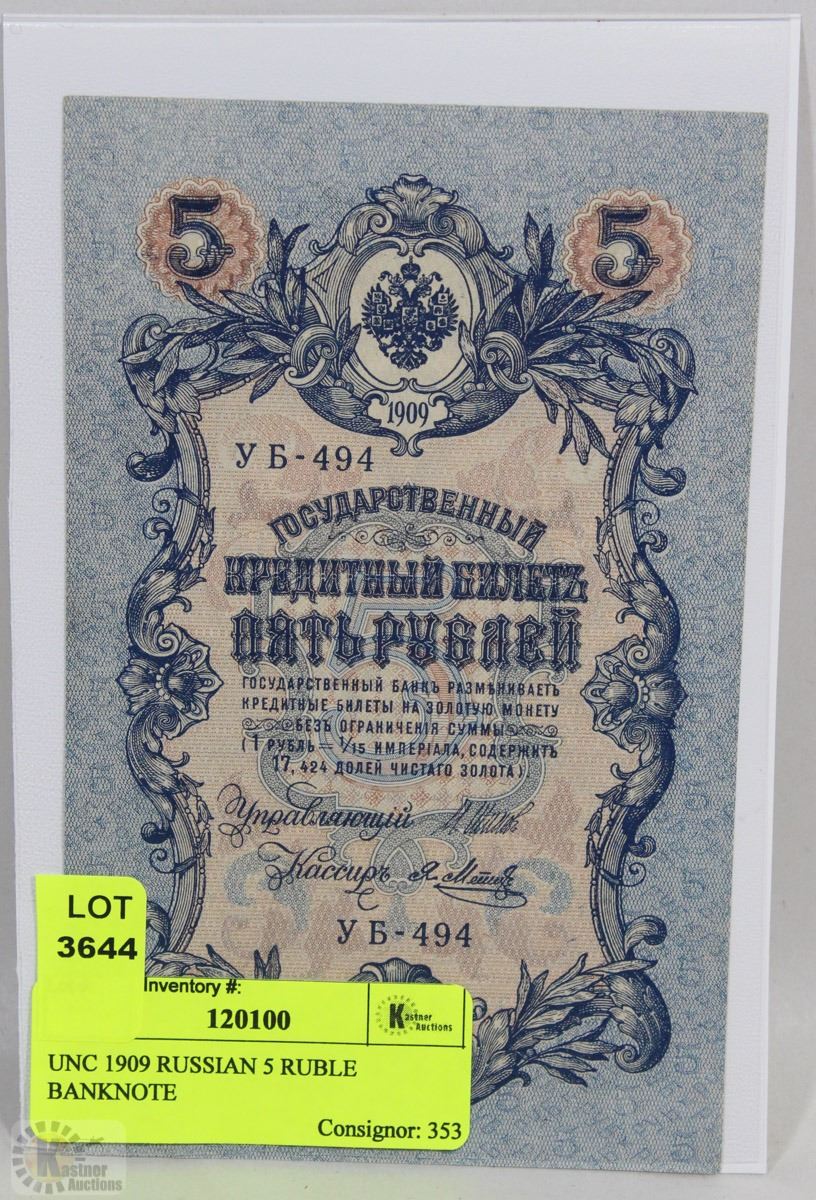 5
5
1909
УБ-494
ГОСУДАРСТВЕННЫЙ
КРЕДИТНЫЙ БИЛЕТЪ
ПЯТЬ РУБЛЕЙ
ГОСУДАРСТВЕННЫЙ БАНКЪ РАЗМѢНИВАЕТЪ
КРЕДИТНЫЕ БИЛЕТЫ НА ЗОЛОТУЮ МОНЕТУ
БЕЗЪ ОГРАНИЧЕНІЯ СУММЫ
(1 РУБЛЬ = 1/15 ИМПЕРІАЛА, СОДЕРЖИТЪ
17,424 ДОЛЕЙ ЧИСТАГО ЗОЛОТА)
Управляющій
Кассиръ
УБ-494
LOT
3644
Inventory #:
120100
Kastner
Auctions
UNC 1909 RUSSIAN 5 RUBLE
BANKNOTE
Consignor: 353
Kastner
Auctions